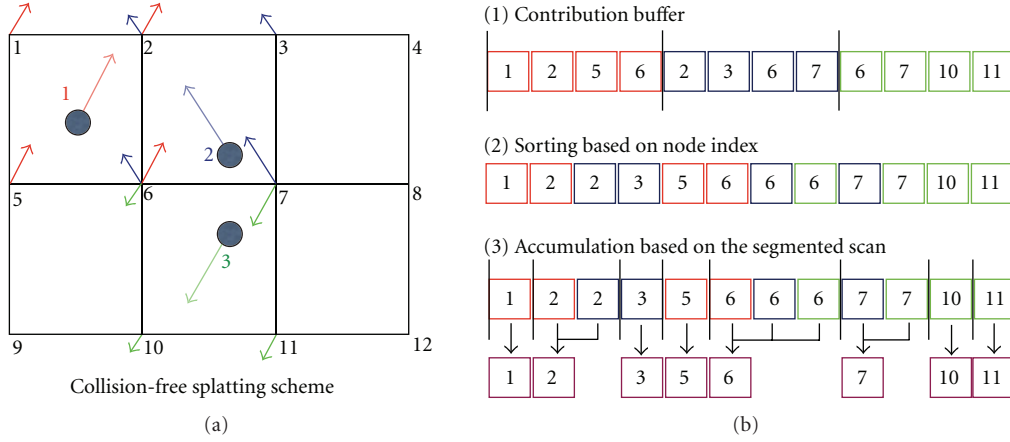 1 2 3 4
1
2
5 6 7 8
3
9 10 11 12
Collision-free splatting scheme
(a)
(1) Contribution buffer
1 2 5 6 2 3 6 7 6 7 10 11
(2) Sorting based on node index
1 2 2 3 5 6 6 6 7 7 10 11
(3) Accumulation based on the segmented scan
1 2 2 3 5 6 6 6 7 7 10 11
1 2 3 5 6 7 10 11
(b)